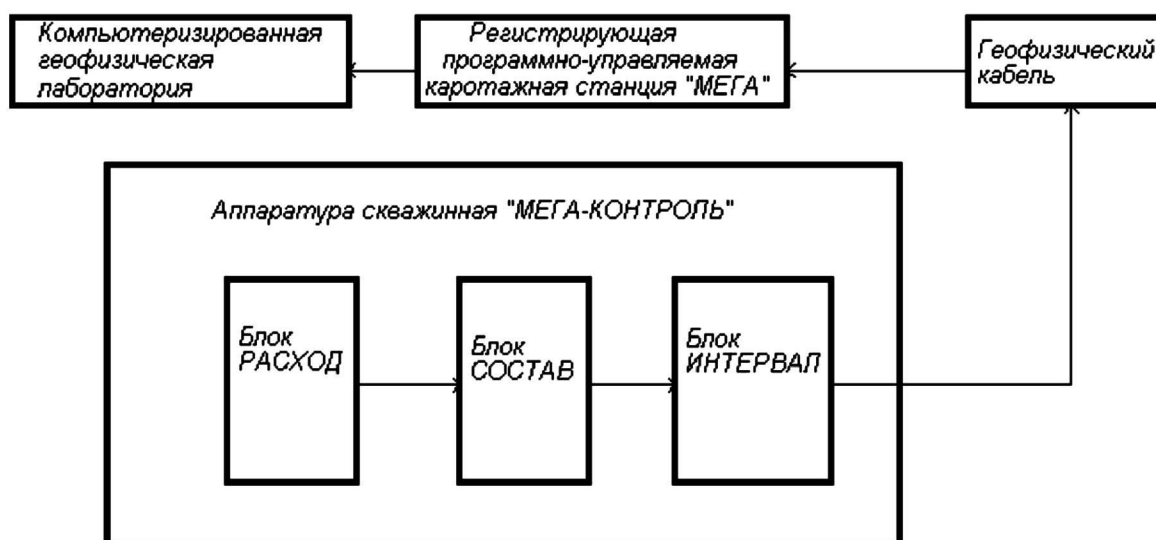 Компьютеризированная
геофизическая
лаборатория
Регистрирующая
программно-управляемая
каротажная станция "МЕГА"
Геофизический
кабель
Аппаратура скважинная "МЕГА-КОНТРОЛЬ"
Блок
РАСХОД
Блок
СОСТАВ
Блок
ИНТЕРВАЛ